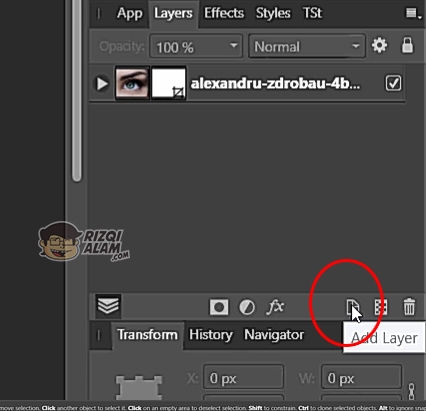 App Layers Effects Styles TSt
Opacity: 100 % Normal
alexandru-zdrobau-4b...
RIZQI
ALAM
.COM
fx
Add Layer
Transform History Navigator
X: 0 px W: 0 px
move selection. Click another object to select it. Click on an empty area to deselect selection. Shift to constrain. Ctrl to clone selected objects. Alt to ignore sna